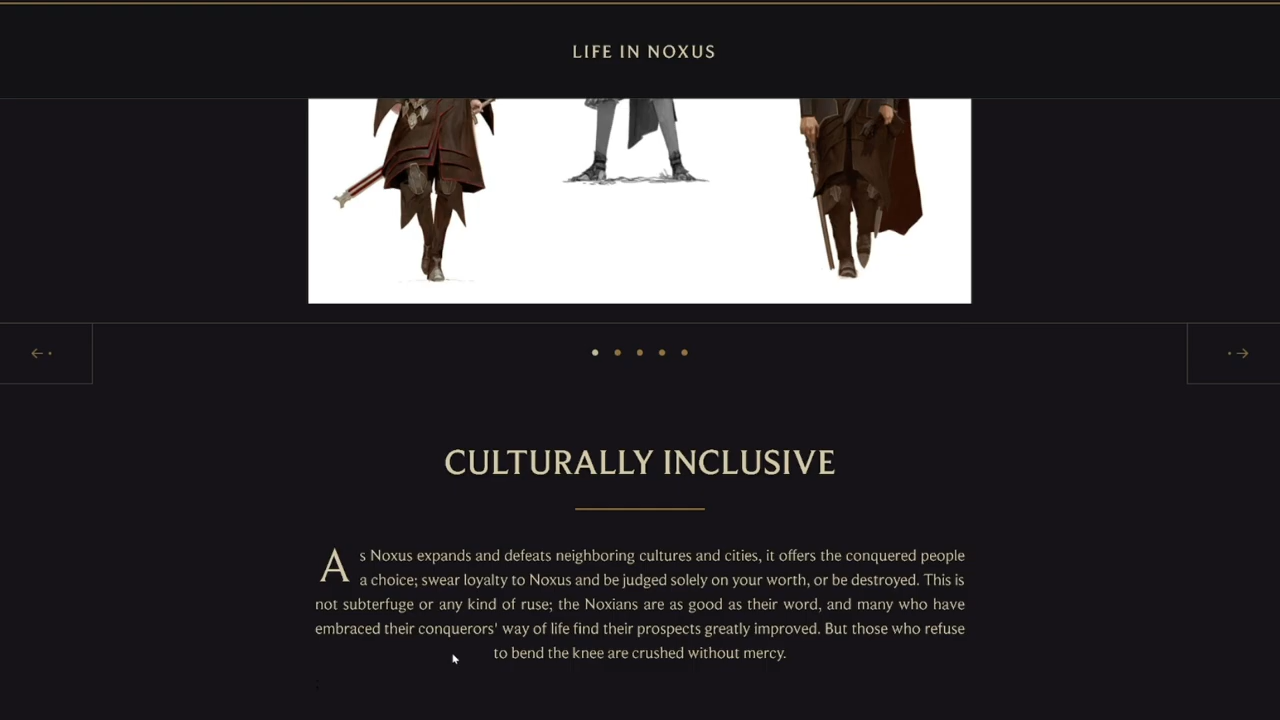 LIFE IN NOXUS
CULTURALLY INCLUSIVE
As Noxus expands and defeats neighboring cultures and cities, it offers the conquered people
a choice; swear loyalty to Noxus and be judged solely on your worth, or be destroyed. This is
not subterfuge or any kind of ruse; the Noxians are as good as their word, and many who have
embraced their conquerors' way of life find their prospects greatly improved. But those who refuse
to bend the knee are crushed without mercy.